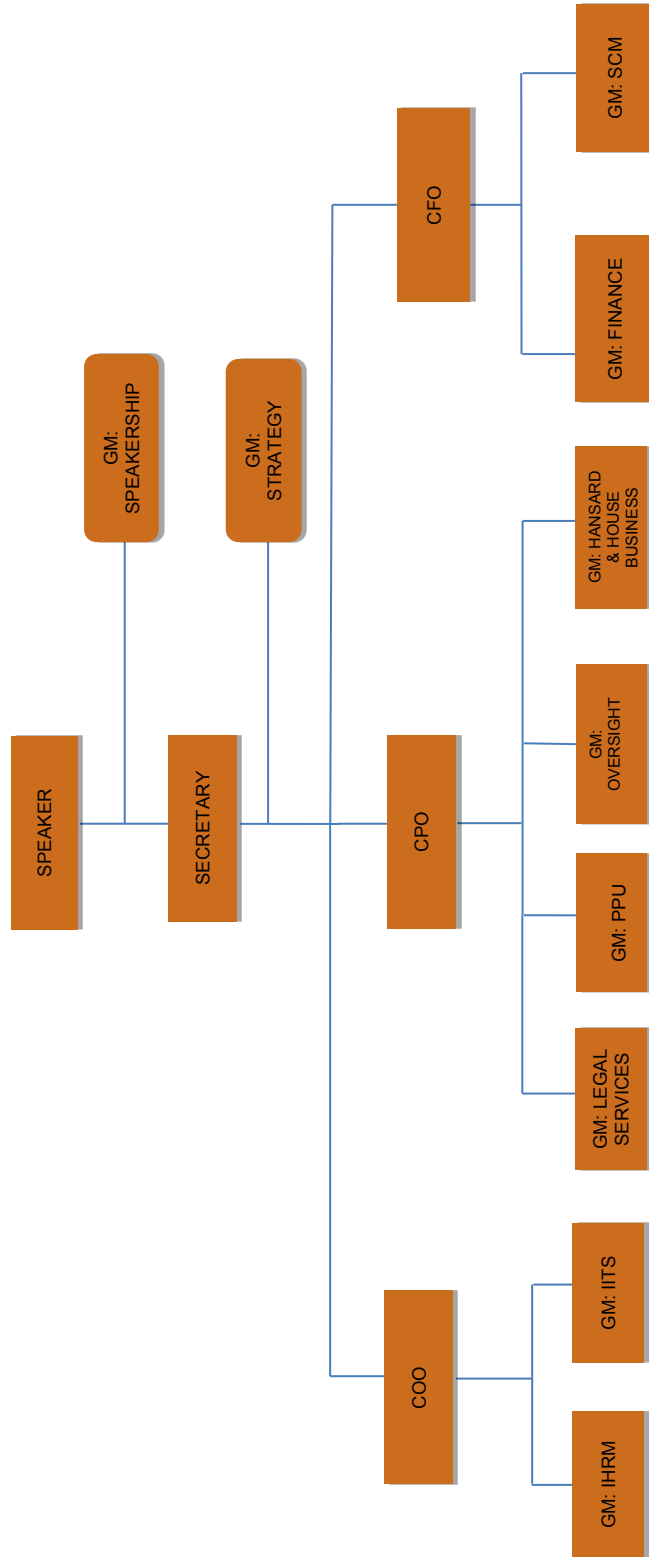 SPEAKER
GM:
SPEAKERSHIP
SECRETARY
GM:
STRATEGY
COO
CPO
CFO
GM: IHRM
GM: IITS
GM: LEGAL
SERVICES
GM: PPU
GM:
OVERSIGHT
GM: HANSARD
& HOUSE
BUSINESS
GM: FINANCE
GM: SCM